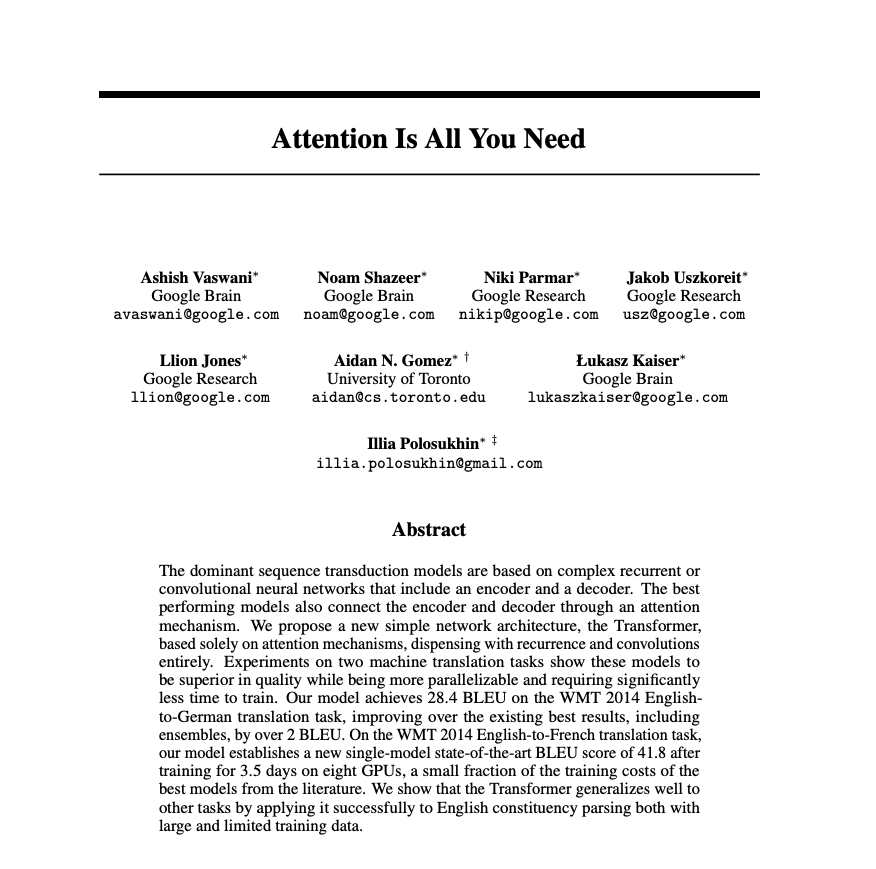 Attention Is All You Need
Ashish Vaswani* Noam Shazeer* Niki Parmar* Jakob Uszkoreit*
Google Brain Google Brain Google Research Google Research
avaswani@google.com noam@google.com nikip@google.com usz@google.com
Llion Jones* Aidan N. Gomez* † Łukasz Kaiser*
Google Research University of Toronto Google Brain
llion@google.com aidan@cs.toronto.edu lukaszkaiser@google.com
Illia Polosukhin* ‡
illia.polosukhin@gmail.com
Abstract
The dominant sequence transduction models are based on complex recurrent or
convolutional neural networks that include an encoder and a decoder. The best
performing models also connect the encoder and decoder through an attention
mechanism. We propose a new simple network architecture, the Transformer,
based solely on attention mechanisms, dispensing with recurrence and convolutions
entirely. Experiments on two machine translation tasks show these models to
be superior in quality while being more parallelizable and requiring significantly
less time to train. Our model achieves 28.4 BLEU on the WMT 2014 English-
to-German translation task, improving over the existing best results, including
ensembles, by over 2 BLEU. On the WMT 2014 English-to-French translation task,
our model establishes a new single-model state-of-the-art BLEU score of 41.8 after
training for 3.5 days on eight GPUs, a small fraction of the training costs of the
best models from the literature. We show that the Transformer generalizes well to
other tasks by applying it successfully to English constituency parsing both with
large and limited training data.